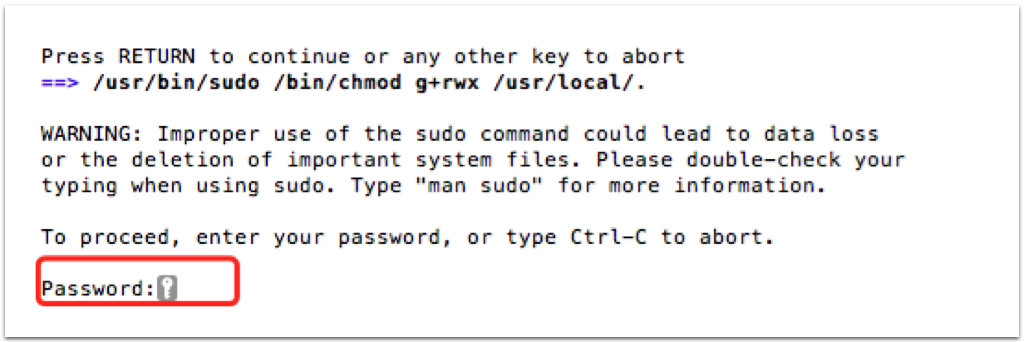 Press RETURN to continue or any other key to abort
==> /usr/bin/sudo /bin/chmod g+rwx /usr/local/.
WARNING: Improper use of the sudo command could lead to data loss
or the deletion of important system files. Please double-check your
typing when using sudo. Type "man sudo" for more information.
To proceed, enter your password, or type Ctrl-C to abort.
Password: